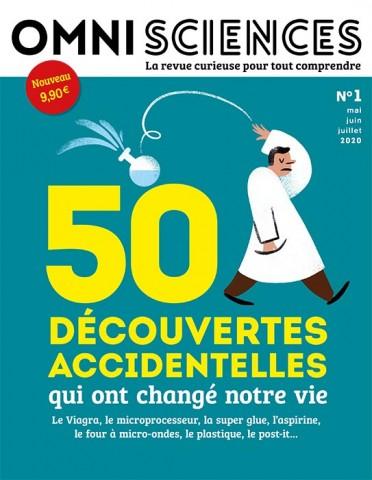 OMNI SCIENCES
La revue curieuse pour tout comprendre
Nouveau
9,90€
N°1
mai
juin
juillet
2020
50
DÉCOUVERTES
ACCIDENTELLES
qui ont changé notre vie
Le Viagra, le microprocesseur, la super glue, l'aspirine,
le four à micro-ondes, le plastique, le post-it...